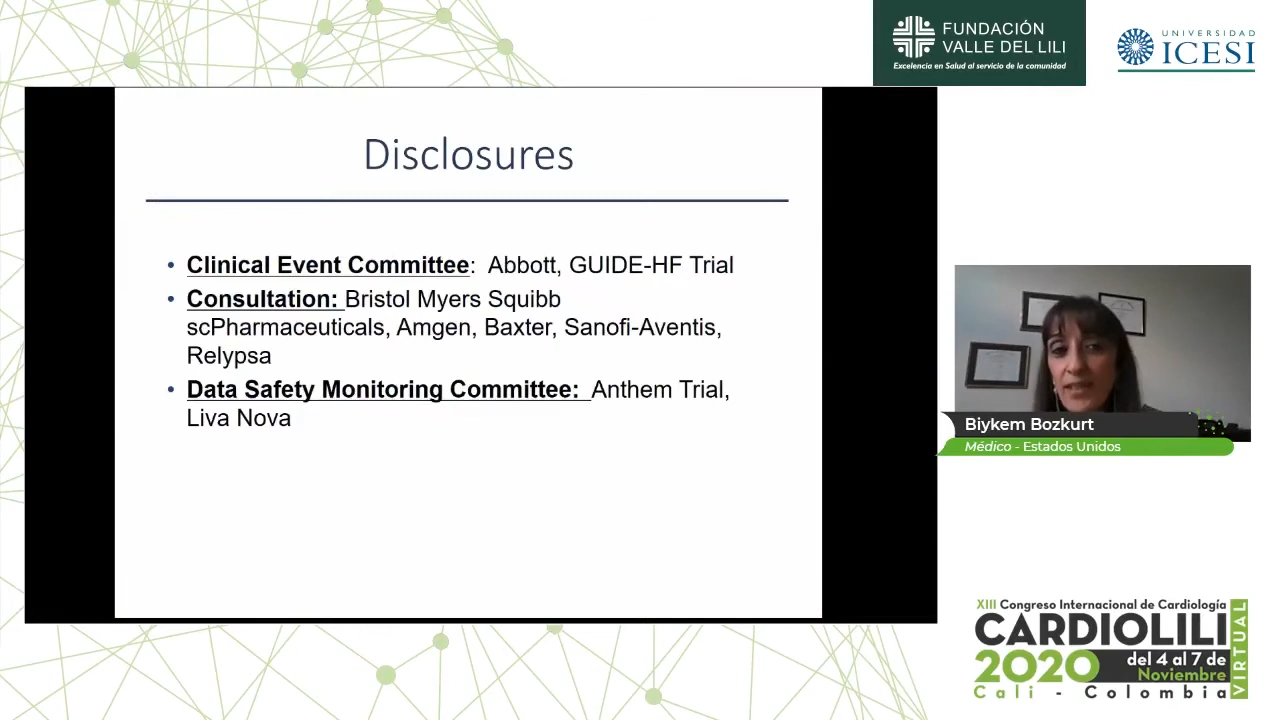 FUNDACIÓN
VALLE DEL LILI
Excelencia en Salud al servicio de la comunidad
UNIVERSIDAD
ICESI
Disclosures
• Clinical Event Committee: Abbott, GUIDE-HF Trial
• Consultation: Bristol Myers Squibb
scPharmaceuticals, Amgen, Baxter, Sanofi-Aventis,
Relypsa
• Data Safety Monitoring Committee: Anthem Trial,
Liva Nova
Biykem Bozkurt
Médico - Estados Unidos
XIII Congreso Internacional de Cardiología
CARDIOLILI
2020
del 4 al 7 de
Noviembre
Cali - Colombia
VIRTUAL